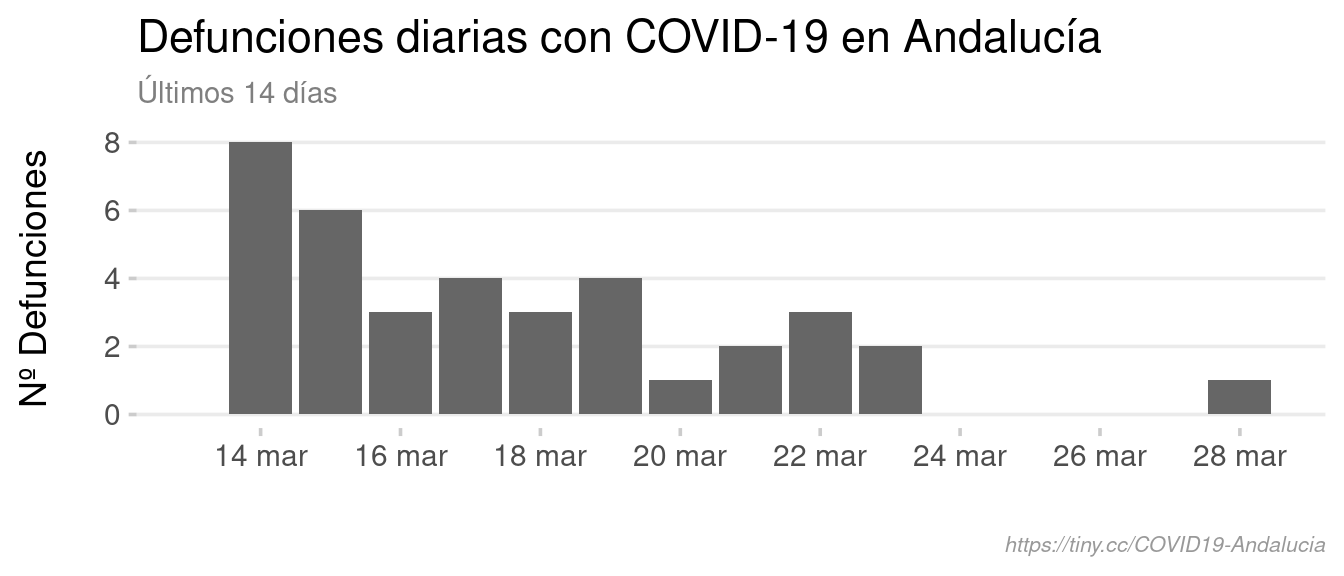 Defunciones diarias con COVID-19 en Andalucía
Últimos 14 días
Nº Defunciones
8
6
4
2
0
14 mar 16 mar 18 mar 20 mar 22 mar 24 mar 26 mar 28 mar
https://tiny.cc/COVID19-Andalucia